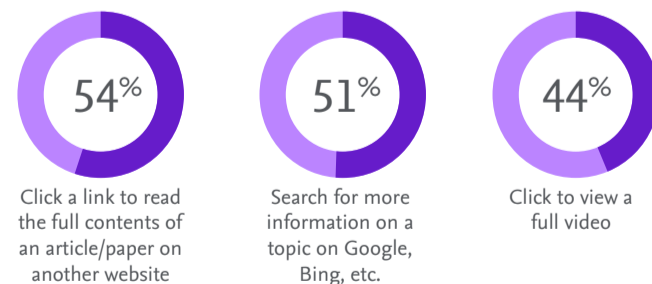 54%
Click a link to read
the full contents of
an article/paper on
another website
51%
Search for more
information on a
topic on Google,
Bing, etc.
44%
Click to view a
full video